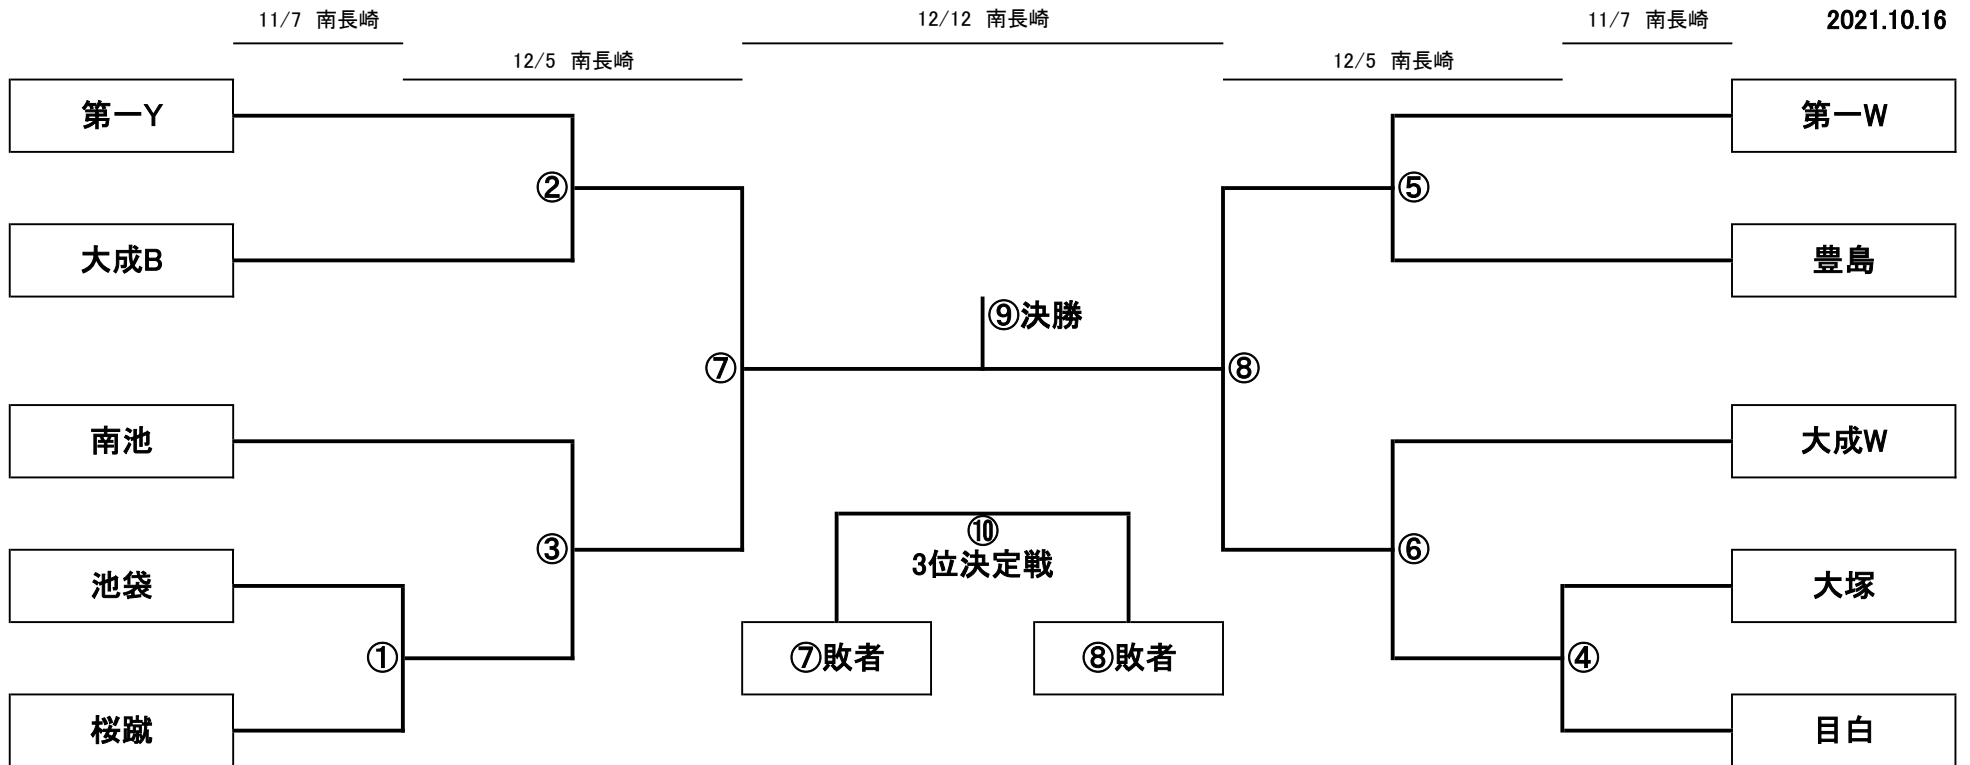 11/7 南長崎
12/12 南長崎
11/7 南長崎
2021.10.16
12/5 南長崎
12/5 南長崎
第一Y
第一W
②
⑤
大成B
豊島
⑨決勝
⑦
⑧
南池
大成W
⑩
3位決定戦
③
⑥
池袋
大塚
①
⑦敗者
⑧敗者
④
桜蹴
目白